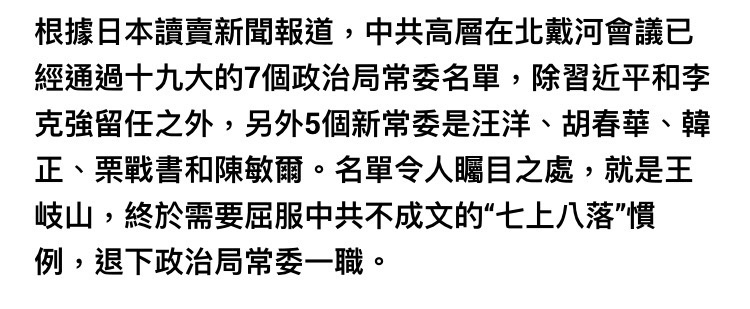 根據日本讀賣新聞報道，中共高層在北戴河會議已
經通過十九大的7個政治局常委名單，除習近平和李
克強留任之外，另外5個新常委是汪洋、胡春華、韓
正、栗戰書和陳敏爾。名單令人矚目之處，就是王
岐山，終於需要屈服中共不成文的“七上八落”慣
例，退下政治局常委一職。